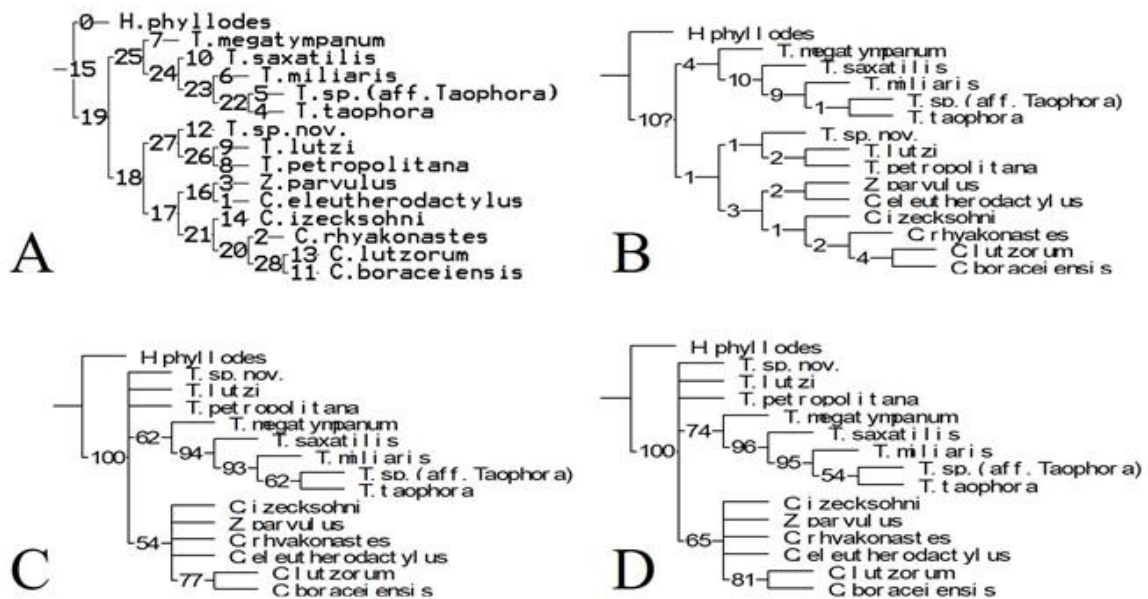 0 H.phyllodes
7 T.megatympanum
25
10 T.saxatilis
15
24
6 T.miliaris
23
5 T.sp.(aff.Taophora)
22
4 T.taophora
19
12 T.sp.nov.
27
9 T.lutzi
26
8 T.petropolitana
18
3 Z.parvulus
16
1 C.eleutherodactylus
17
14 C.izecksohni
21
2 C.rhyakonastes
20
13 C.lutzorum
28
11 C.boraceiensis
A
H.phyllodes
T.megatympanum
4
T.saxatilis
10
T.miliaris
9
T.sp.(aff.Taophora)
1
T.taophora
10?
T.sp.nov.
1
T.lutzi
2
T.petropolitana
1
Z.parvulus
2
C.eleutherodactylus
3
C.izecksohni
1
C.rhyakonastes
2
C.lutzorum
4
C.boraceiensis
B
H.phyllodes
T.sp.nov.
T.lutzi
T.petropolitana
T.megatympanum
62
T.saxatilis
94
T.miliaris
100
93
T.sp.(aff.Taophora)
62
T.taophora
C.izecksohni
Z.parvulus
C.rhyakonastes
54
C.eleutherodactylus
C.lutzorum
77
C.boraceiensis
C
H.phyllodes
T.sp.nov.
T.lutzi
T.petropolitana
T.megatympanum
74
T.saxatilis
96
T.miliaris
100
95
T.sp.(aff.Taophora)
54
T.taophora
C.izecksohni
Z.parvulus
C.rhyakonastes
65
C.eleutherodactylus
C.lutzorum
81
C.boraceiensis
D